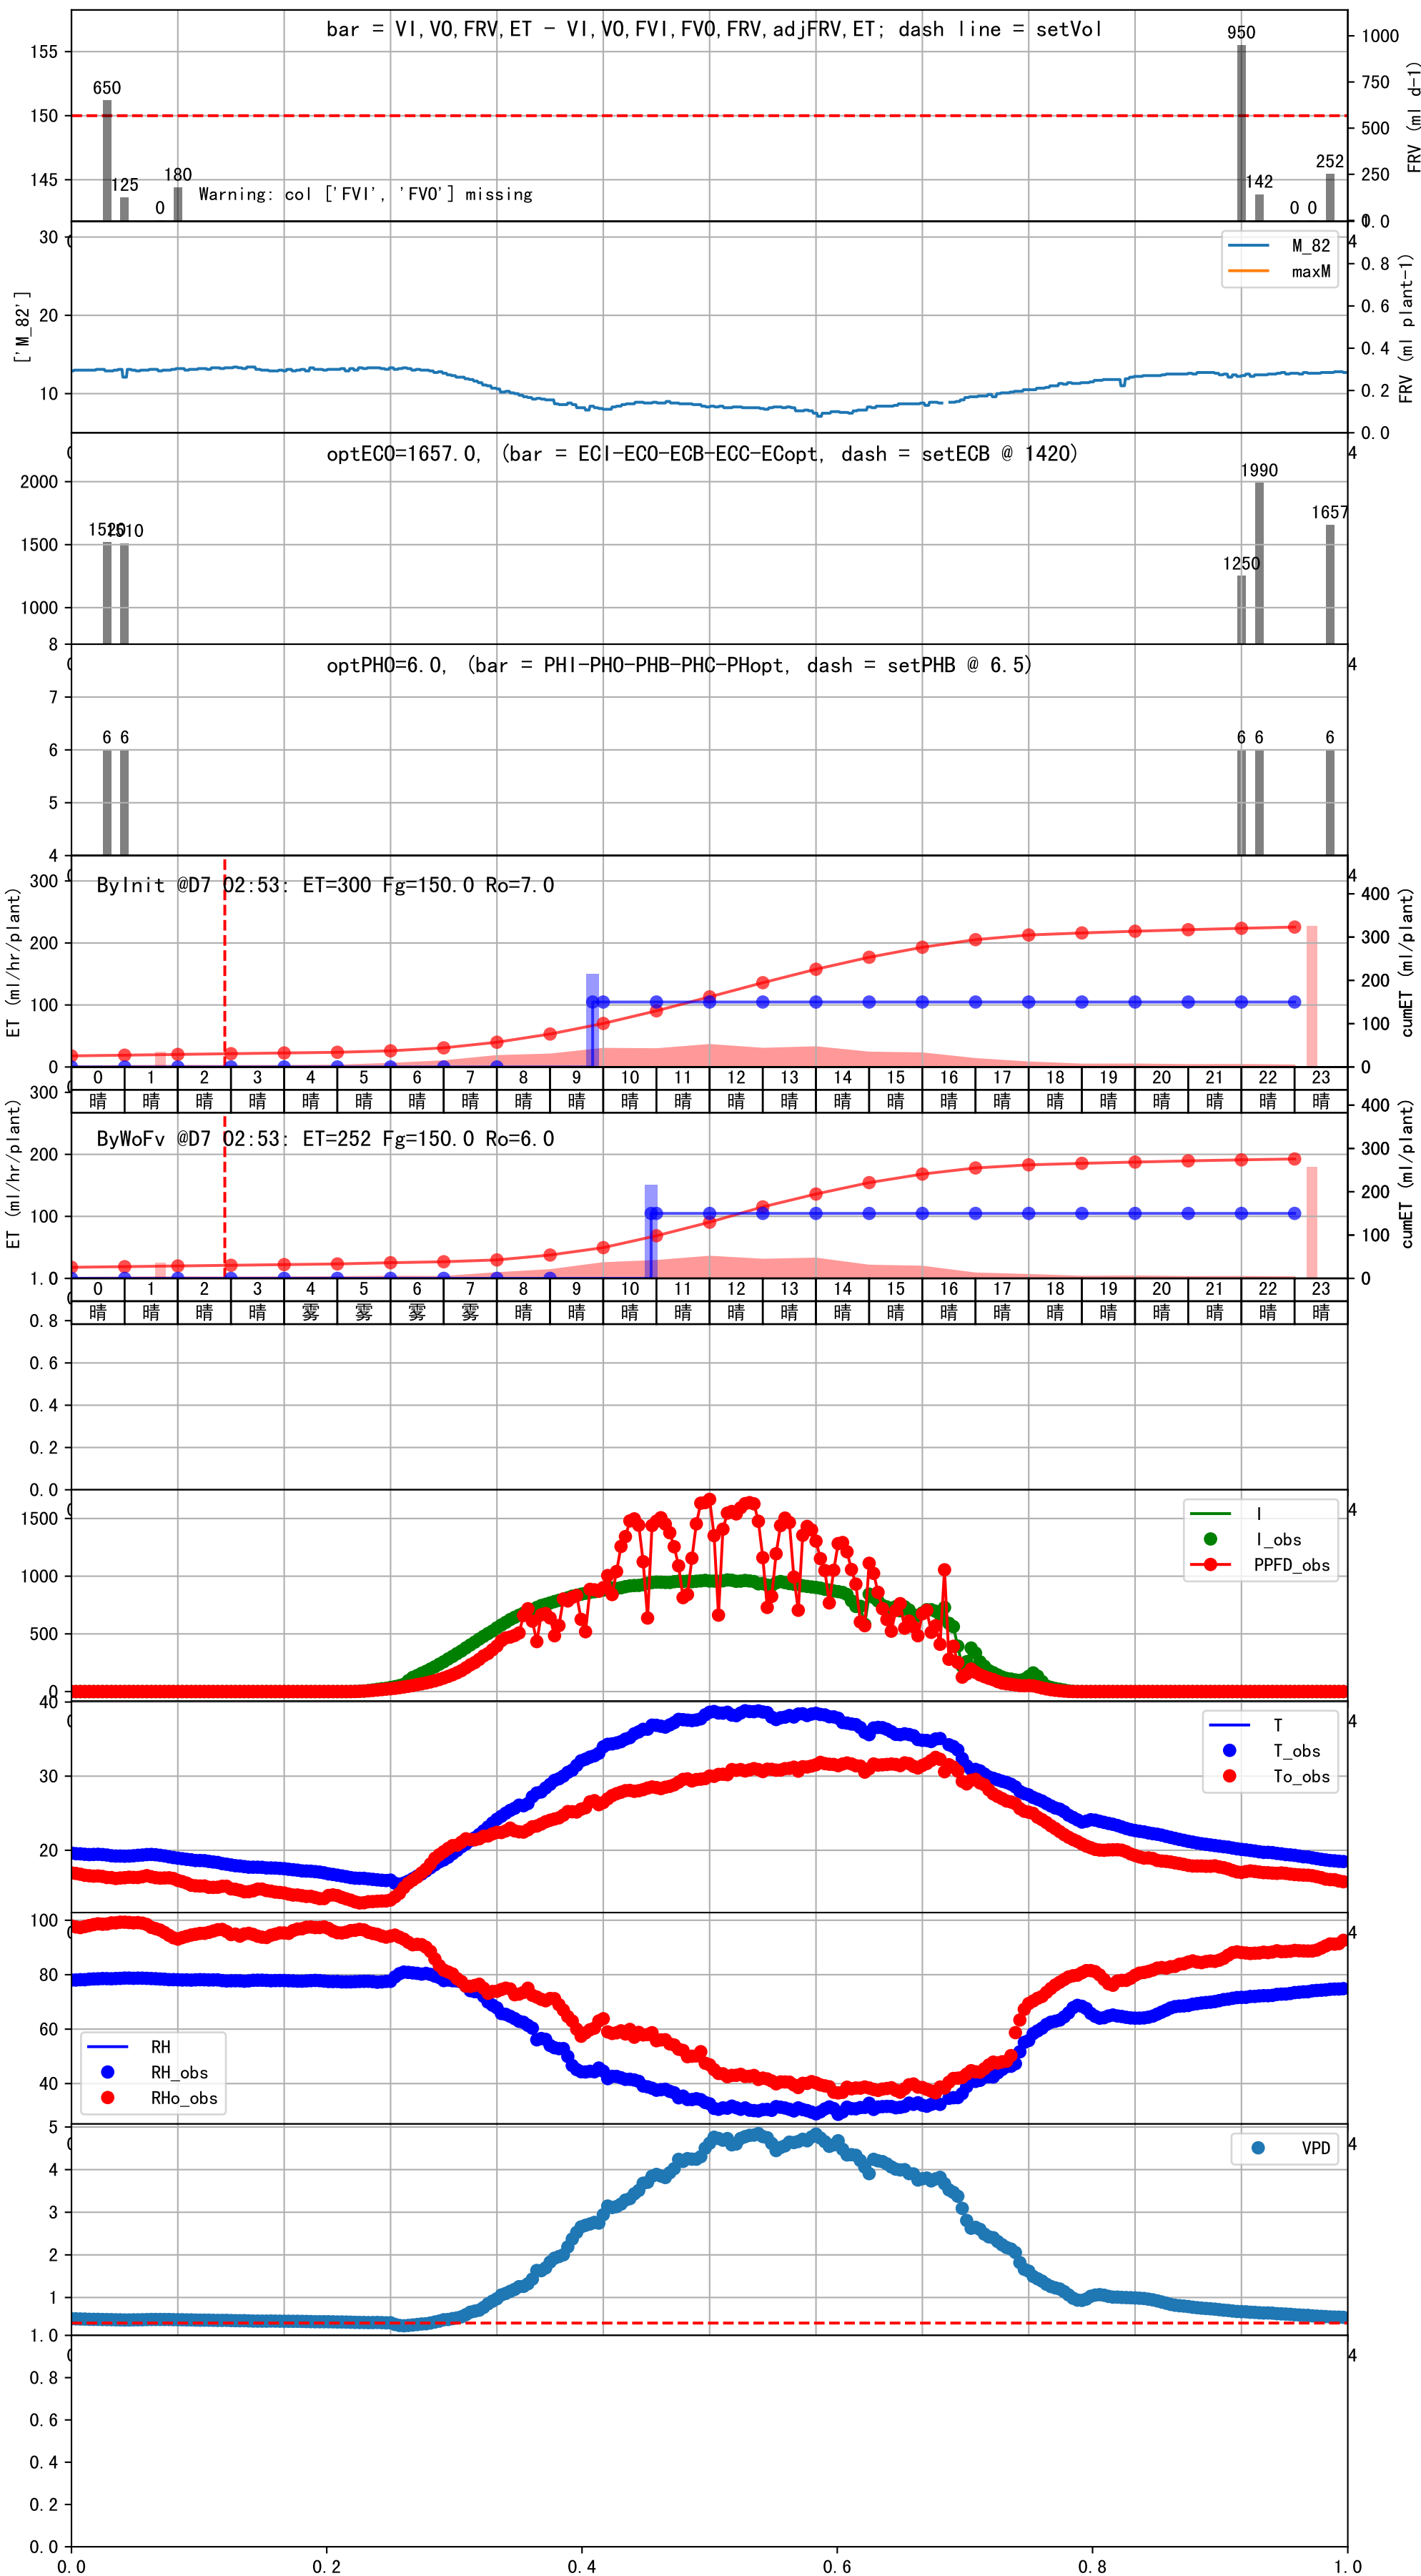 bar = VI,VO,FRV,ET - VI,VO,FVI,FVO,FRV,adjFRV,ET; dash line = setVol
155
150
145
650
125
0
180
Warning: col ['FVI', 'FVO'] missing
950
142
0 0
252
1000
750
500
250
0
FRV (ml d-1)
['M_82']
30
20
10
M_82
maxM
1.0
0.8
0.6
0.4
0.2
0.0
FRV (ml plant-1)
optECO=1657.0, (bar = ECI-ECO-ECB-ECC-ECopt, dash = setECB @ 1420)
2000
1500
1000
1520
1510
1250
1990
1657
optPHO=6.0, (bar = PHI-PHO-PHB-PHC-PHopt, dash = setPHB @ 6.5)
8
7
6
5
4
6 6
6 6
6
ByInit @D7 02:53: ET=300 Fg=150.0 Ro=7.0
ET (ml/hr/plant)
300
200
100
0
400
300
200
100
0
cumET (ml/plant)
0 1 2 3 4 5 6 7 8 9 10 11 12 13 14 15 16 17 18 19 20 21 22 23
晴 晴 晴 晴 晴 晴 晴 晴 晴 晴 晴 晴 晴 晴 晴 晴 晴 晴 晴 晴 晴 晴 晴 晴
ByWoFv @D7 02:53: ET=252 Fg=150.0 Ro=6.0
ET (ml/hr/plant)
300
200
100
400
300
200
100
0
cumET (ml/plant)
0 1 2 3 4 5 6 7 8 9 10 11 12 13 14 15 16 17 18 19 20 21 22 23
晴 晴 晴 晴 雾 雾 雾 雾 晴 晴 晴 晴 晴 晴 晴 晴 晴 晴 晴 晴 晴 晴 晴 晴
1.0
0.8
0.6
0.4
0.2
0.0
1500
1000
500
0
I
I_obs
PPFD_obs
40
30
20
T
T_obs
To_obs
100
80
60
40
RH
RH_obs
RHo_obs
5
4
3
2
1
VPD
1.0
0.8
0.6
0.4
0.2
0.0
0.0 0.2 0.4 0.6 0.8 1.0